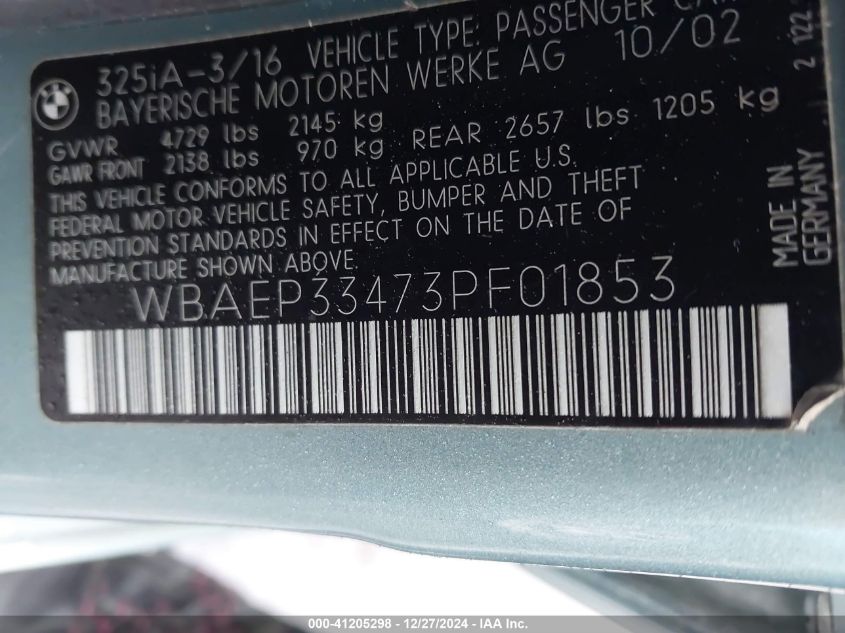 325iA-3/16 VEHICLE TYPE: PASSENGER
BAYERISCHE MOTOREN WERKE AG 10/02
GVWR 4729 lbs 2145 kg
GAWR FRONT 2138 lbs 970 kg REAR 2657 lbs 1205 kg
THIS VEHICLE CONFORMS TO ALL APPLICABLE U.S.
FEDERAL MOTOR VEHICLE SAFETY, BUMPER AND THEFT
PREVENTION STANDARDS IN EFFECT ON THE DATE OF
MANUFACTURE SHOWN ABOVE
WBAEP33473PF01853
MADE IN
GERMANY
2 122
000-41205298 - 12/27/2024 - IAA Inc.